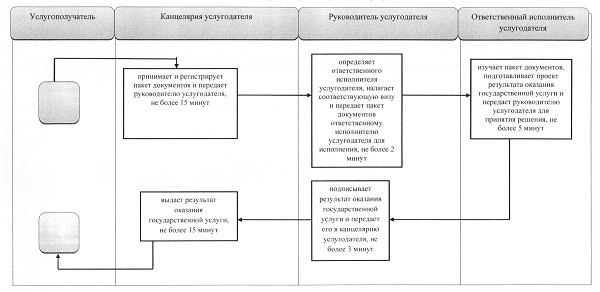 Услугополучатель
Канцелярия услугодателя
Руководитель услугодателя
Ответственный исполнитель
услугодателя
принимает и регистрирует
пакет документов и передает
руководителю услугодателя,
не более 15 минут
определяет
ответственного
исполнителя
услугодателя, налагает
соответствующую визу
и передает пакет
документов
ответственному
исполнителю
услугодателя для
исполнения, не более 2
минут
изучает пакет документов,
подготавливает проект
результата оказания
государственной услуги и
передает руководителю
услугодателя для
принятия решения, не
более 5 минут
выдает результат
оказания
государственной услуги,
не более 15 минут
подписывает
результат оказания
государственной
услуги и передает
его в канцелярию
услугодателя, не
более 3 минут